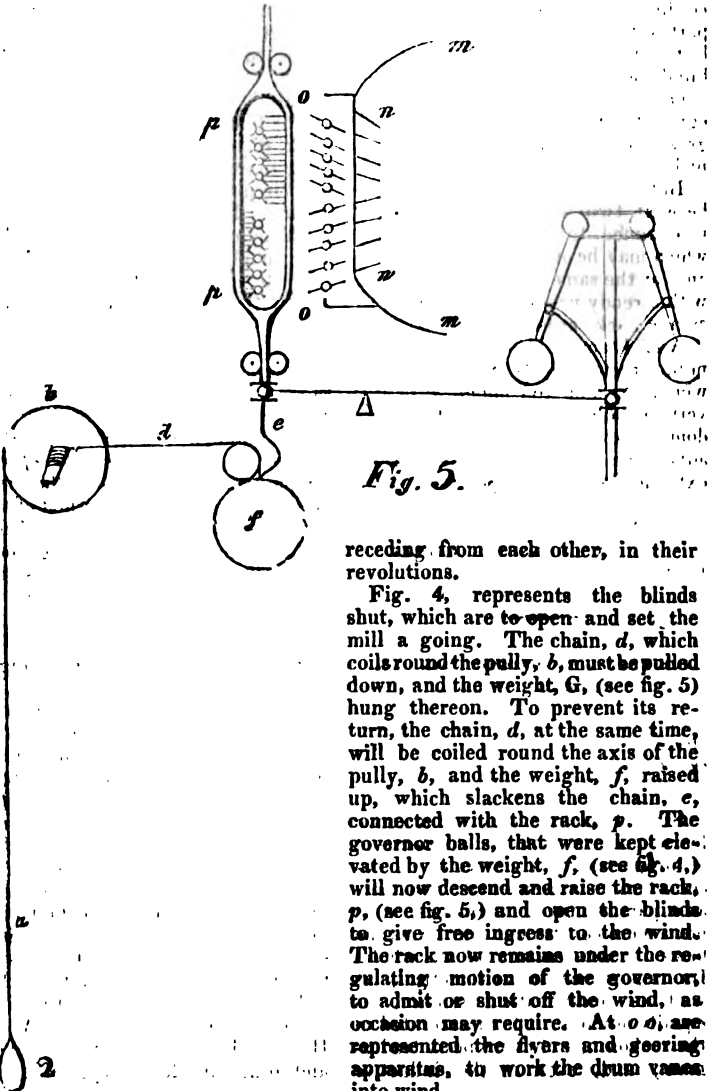 m
o
p
n
n
p
o
m
b
d
e
Fig. 5.
f
receding from each other, in their
revolutions.
Fig. 4, represents the blinds
shut, which are to open and set the
mill a going. The chain, d, which
coils round the pully, b, must be pulled
down, and the weight, G, (see fig. 5)
hung thereon. To prevent its re-
turn, the chain, d, at the same time,
will be coiled round the axis of the
pully, b, and the weight, f, raised
up, which slackens the chain, e,
connected with the rack, p. The
governor balls, that were kept ele-
vated by the weight, f, (see fig. 4,)
will now descend and raise the rack,
p, (see fig. 5,) and open the blinds
to give free ingress to the wind.
The rack now remains under the re-
gulating motion of the governor,
to admit or shut off the wind, as
occasion may require. At o o, are
represented the flyers and geering
apparatus, to work the drum vanes
into wind
a
2